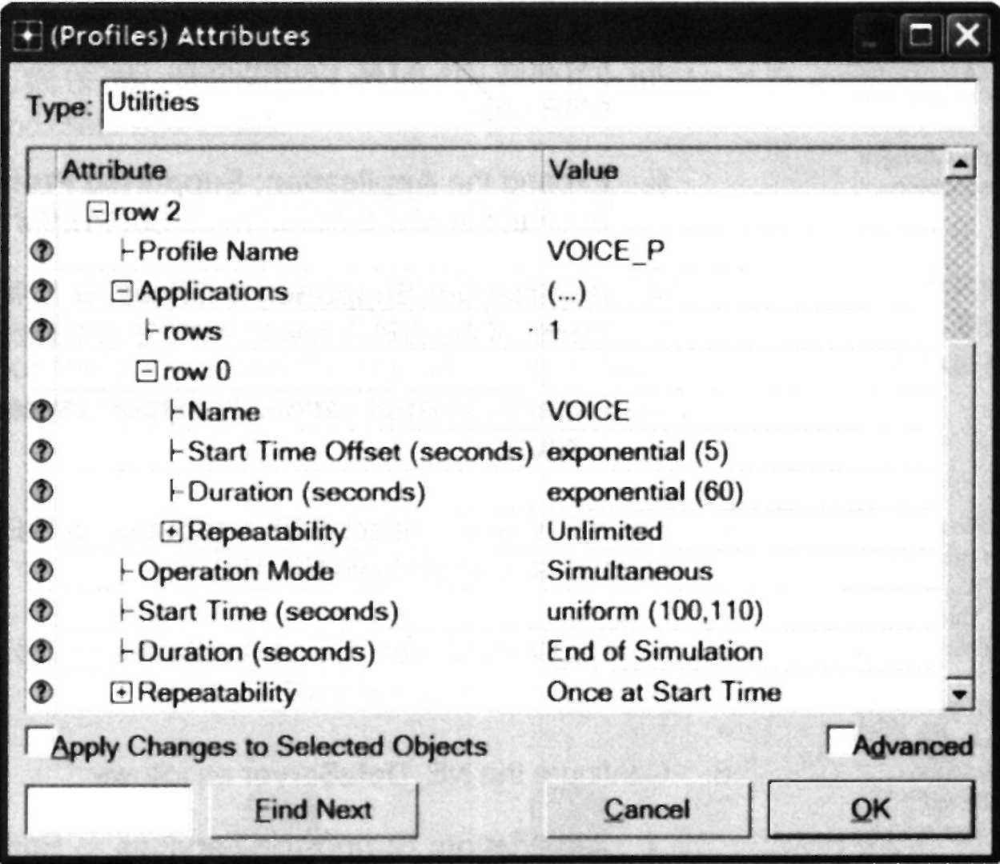 (Profiles) Attributes
Type: Utilities
Attribute Value
row 2
Profile Name VOICE_P
Applications (...)
rows 1
row 0
Name VOICE
Start Time Offset (seconds) exponential (5)
Duration (seconds) exponential (60)
Repeatability Unlimited
Operation Mode Simultaneous
Start Time (seconds) uniform (100,110)
Duration (seconds) End of Simulation
Repeatability Once at Start Time
Apply Changes to Selected Objects Advanced
Find Next Cancel OK